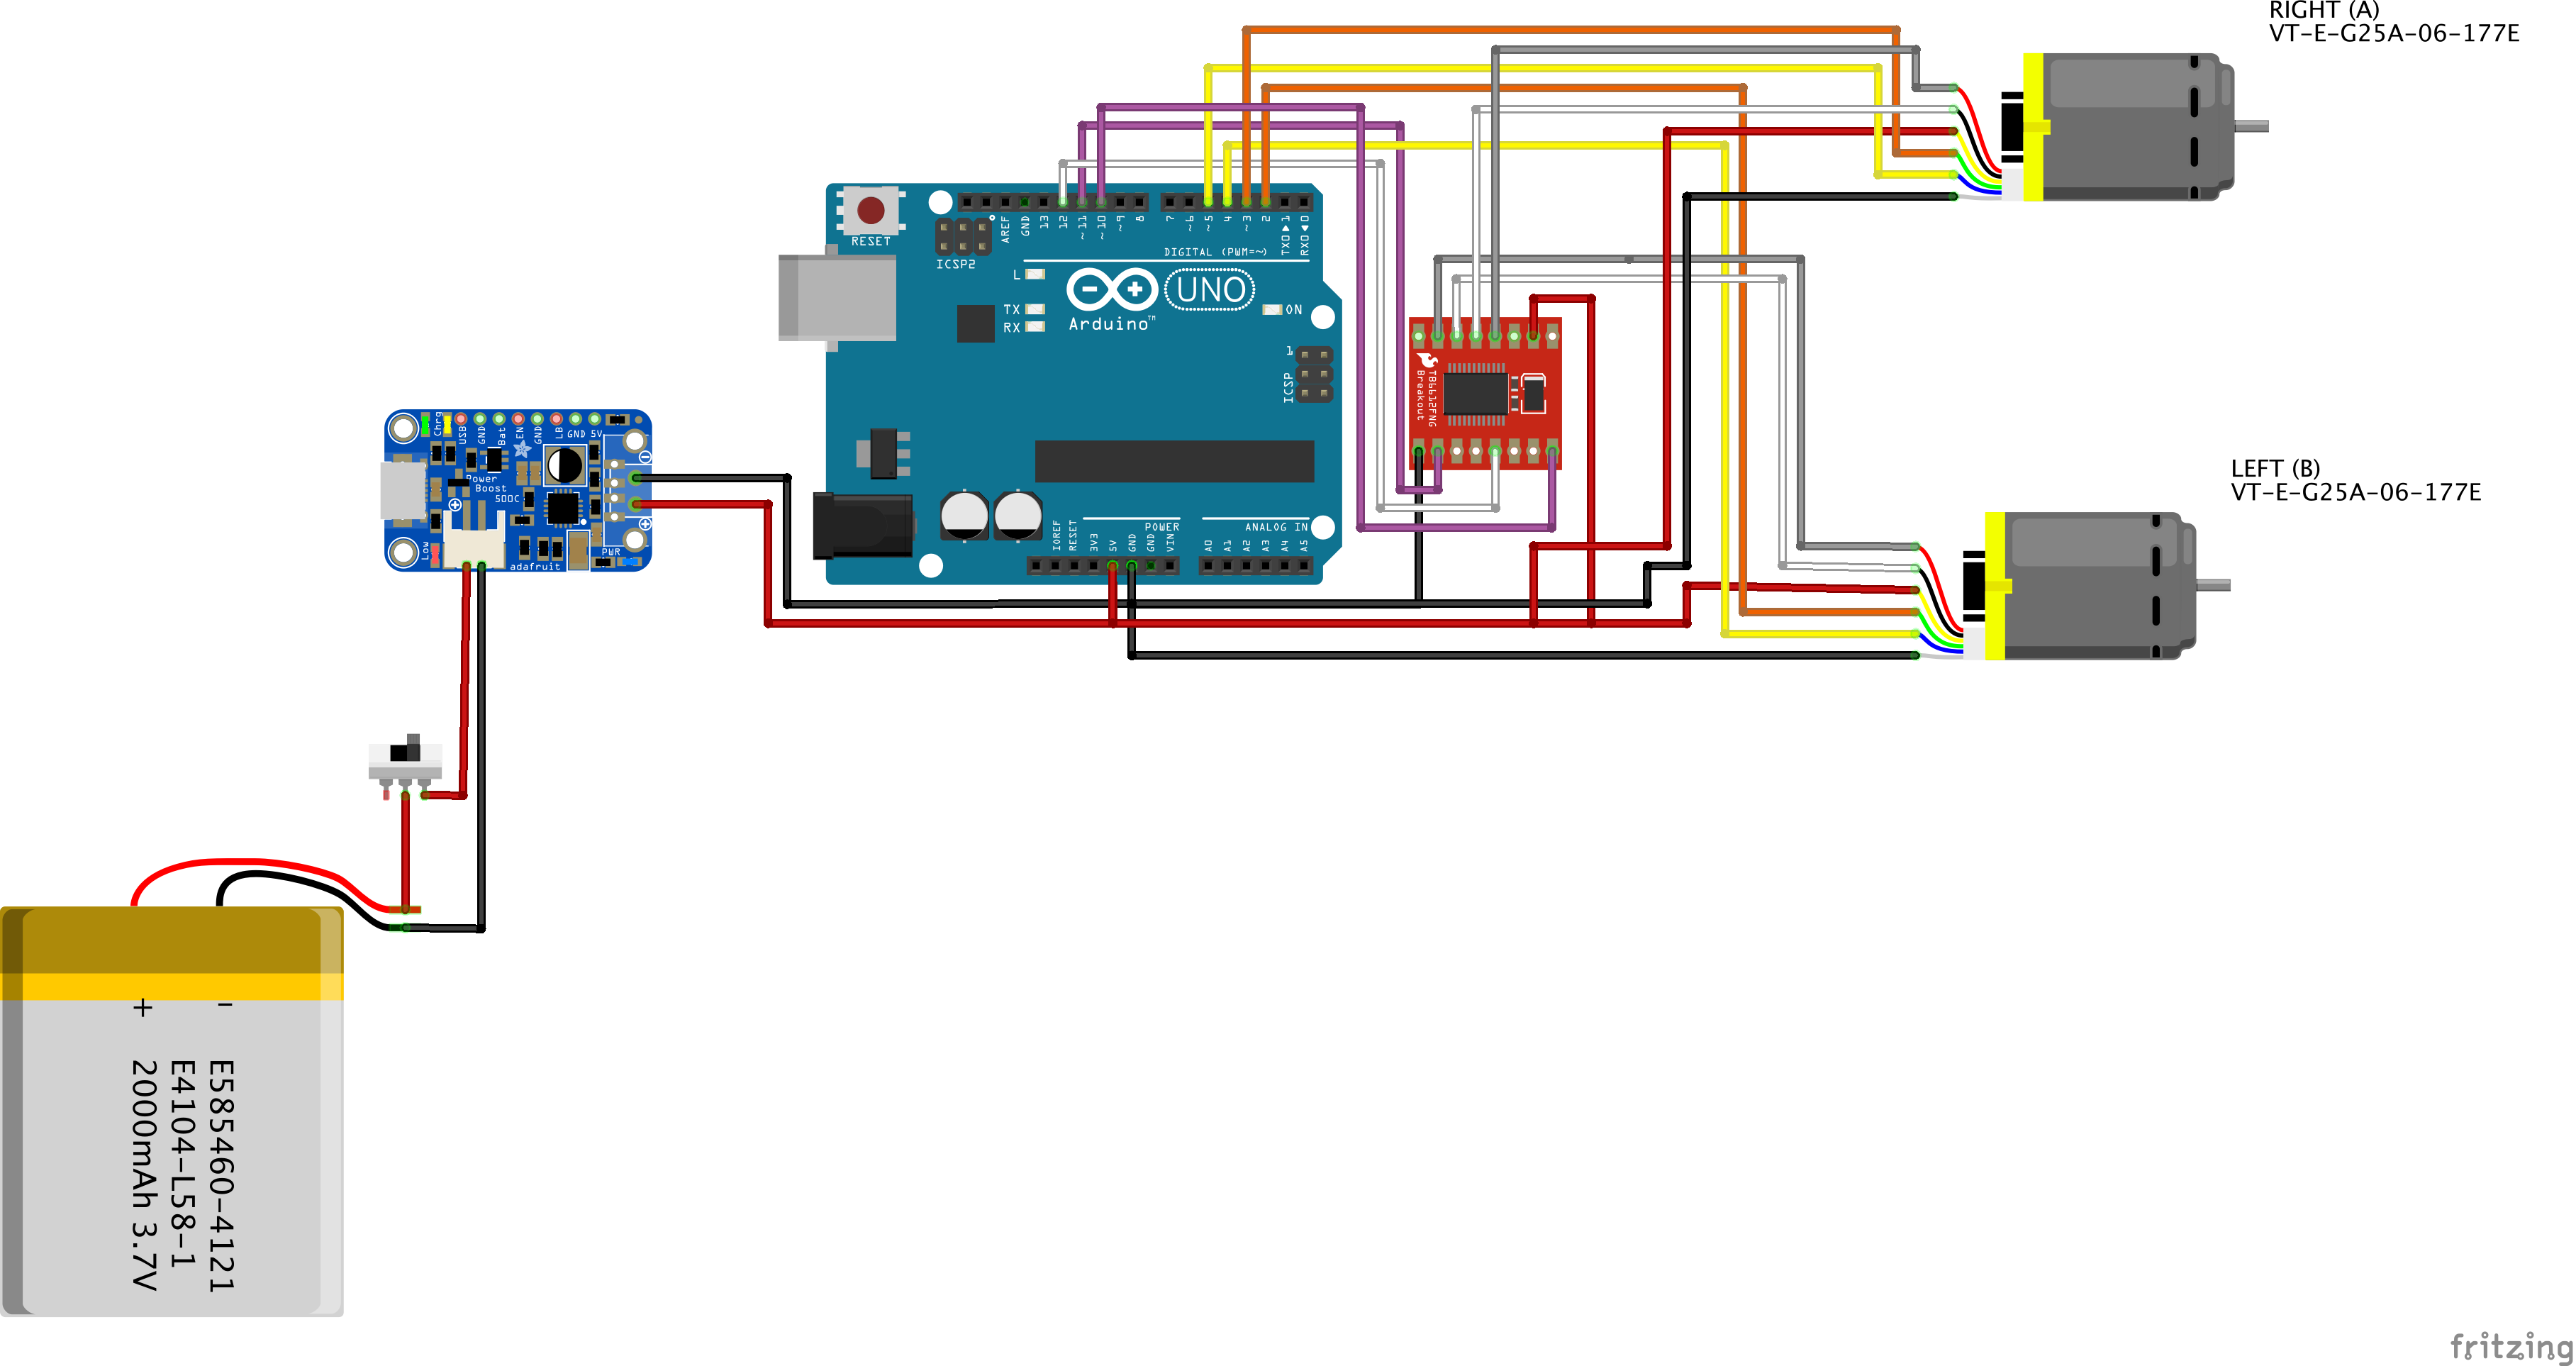 RIGHT (A)
VT-E-G25A-06-177E
LEFT (B)
VT-E-G25A-06-177E
RESET
ICSP2
AREF
GND
13
12
~11
~10
~9
8
7
~6
~5
4
~3
2
TX0▶1
RX0◀0
DIGITAL (PWM=~)
L
TX
RX
UNO
Arduino™
ON
1
ICSP
IOREF
RESET
3V3
5V
GND
GND
VIN
POWER
ANALOG IN
A0
A1
A2
A3
A4
A5
TB6612FNG
Breakout
Chrg
USB
GND
Bat
EN
GND
LB
GND
5V
Power
Boost
500C
Low
adafruit
PWR
+
-
E585460-4121
E4104-L58-1
2000mAh 3.7V
fritzing